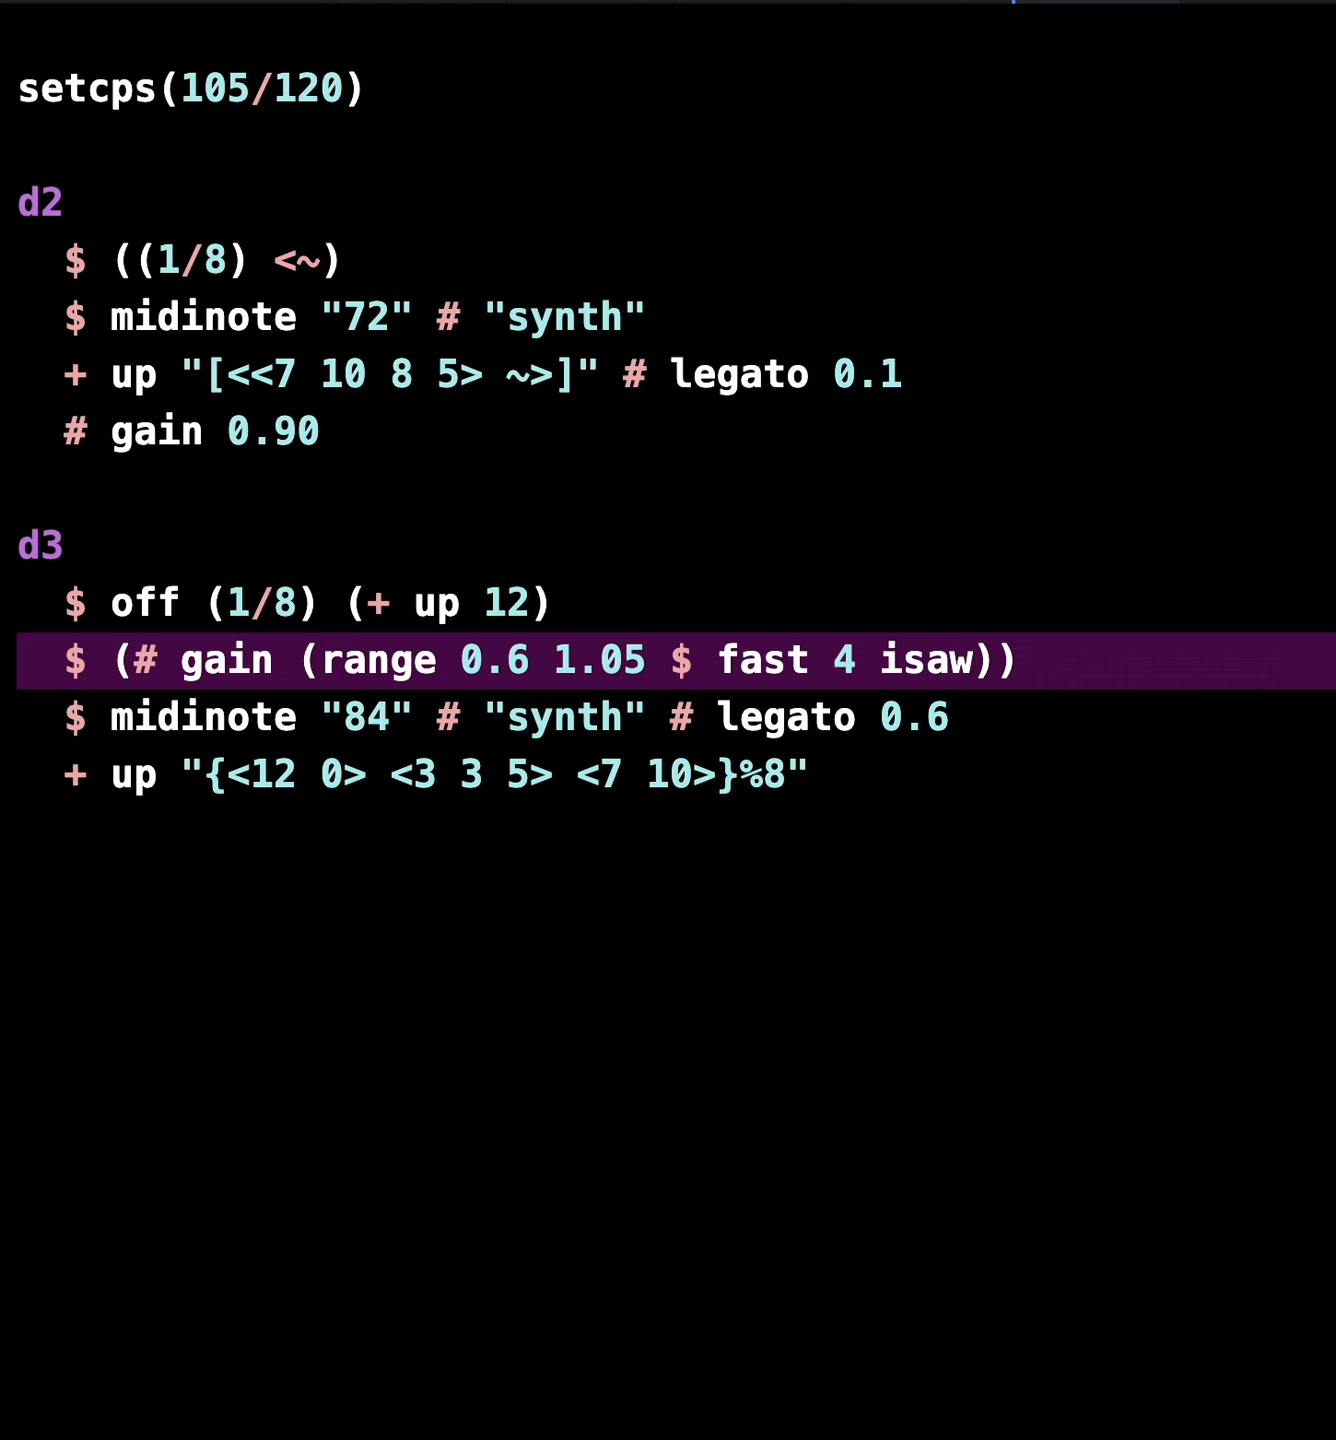 setcps(105/120)
d2
$ ((1/8) <~)
$ midinote "72" # "synth"
+ up "[<<7 10 8 5> ~>]" # legato 0.1
# gain 0.90
d3
$ off (1/8) (+ up 12)
$ (# gain (range 0.6 1.05 $ fast 4 isaw))
$ midinote "84" # "synth" # legato 0.6
+ up "{<12 0> <3 3 5> <7 10>}%8"